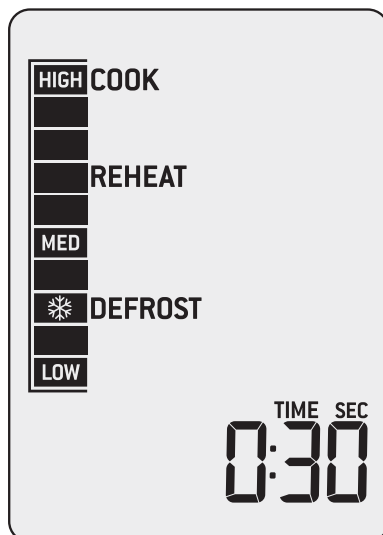 HIGH COOK
REHEAT
MED
DEFROST
LOW
TIME SEC
0:30